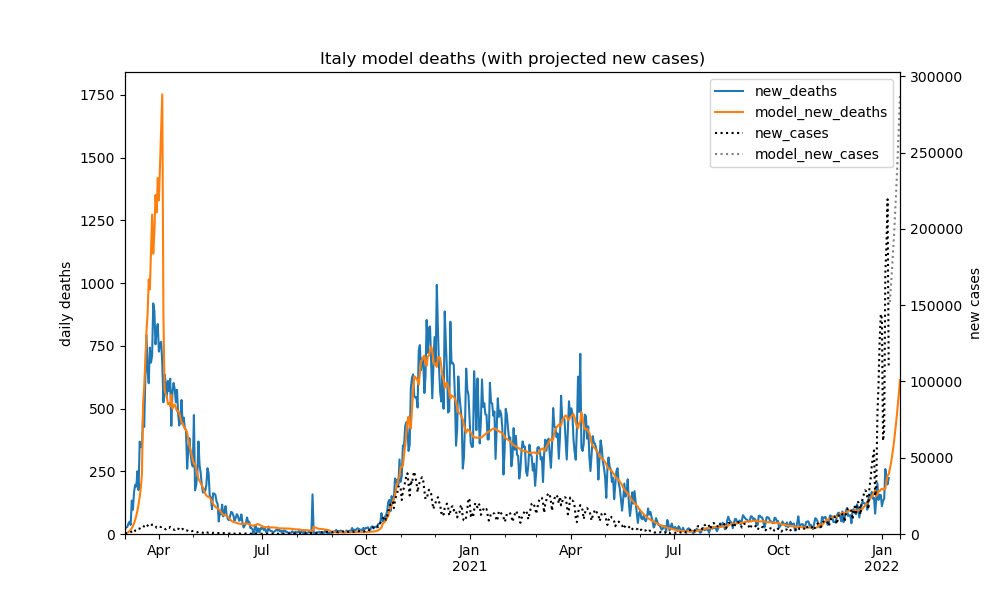 Italy model deaths (with projected new cases)
new_deaths
model_new_deaths
new_cases
model_new_cases
daily deaths
1750
1500
1250
1000
750
500
250
0
300000
250000
200000
150000
100000
50000
0
new cases
Apr
Jul
Oct
Jan
2021
Apr
Jul
Oct
Jan
2022